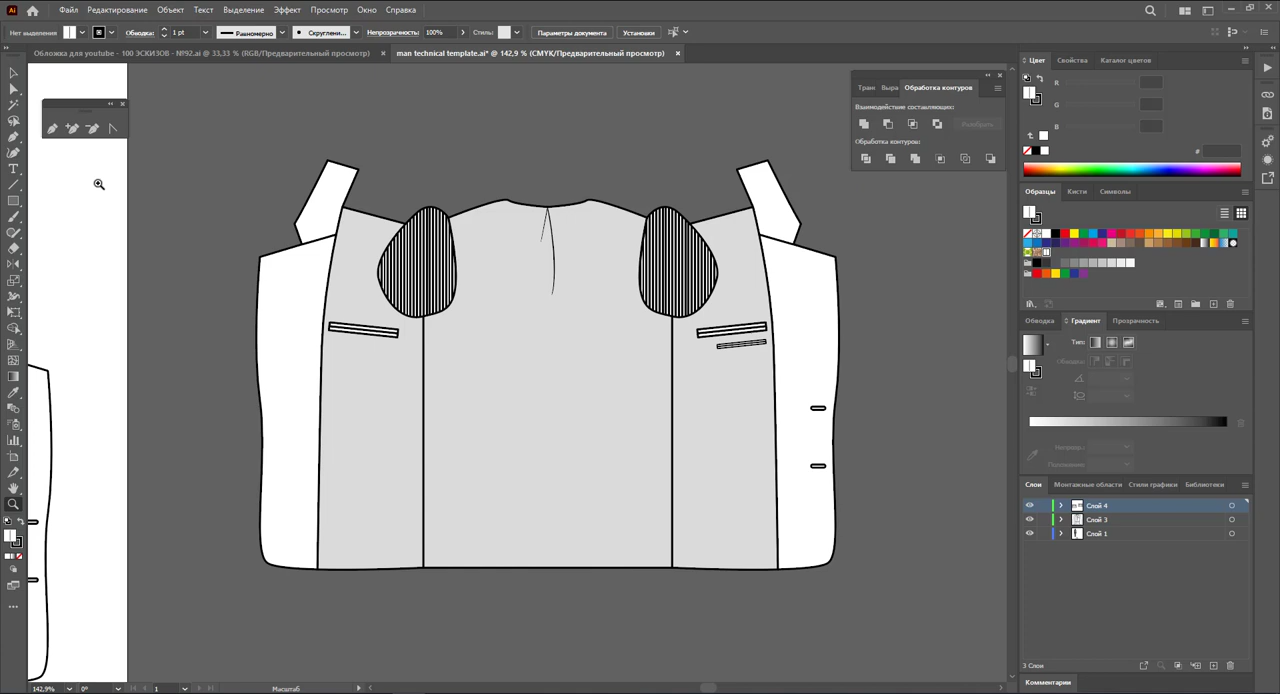 Ai Файл Редактирование Объект Текст Выделение Эффект Просмотр Окно Справка
Нет выделения Обводка: 1 pt Равномерно Скруглени... Непрозрачность: 100% Стиль: Параметры документа Установки
Обложка для youtube - 100 ЭСКИЗОВ - №92.ai @ 33,33 % (RGB/Предварительный просмотр) × man technical template.ai* @ 142,9 % (CMYK/Предварительный просмотр) ×
Тран Выра Обработка контуров
Взаимодействие составляющих:
Разобрать
Обработка контуров:
Цвет Свойства Каталог цветов
R
G
B
#
Образцы Кисти Символы
Обводка Градиент Прозрачность
Тип:
Обводка:
Непрозр.:
Положение:
Слои Монтажные области Стили графики Библиотеки
Слой 4
Слой 3
Слой 1
3 Слои
Комментарии
142,9% 0° 1 Масштаб